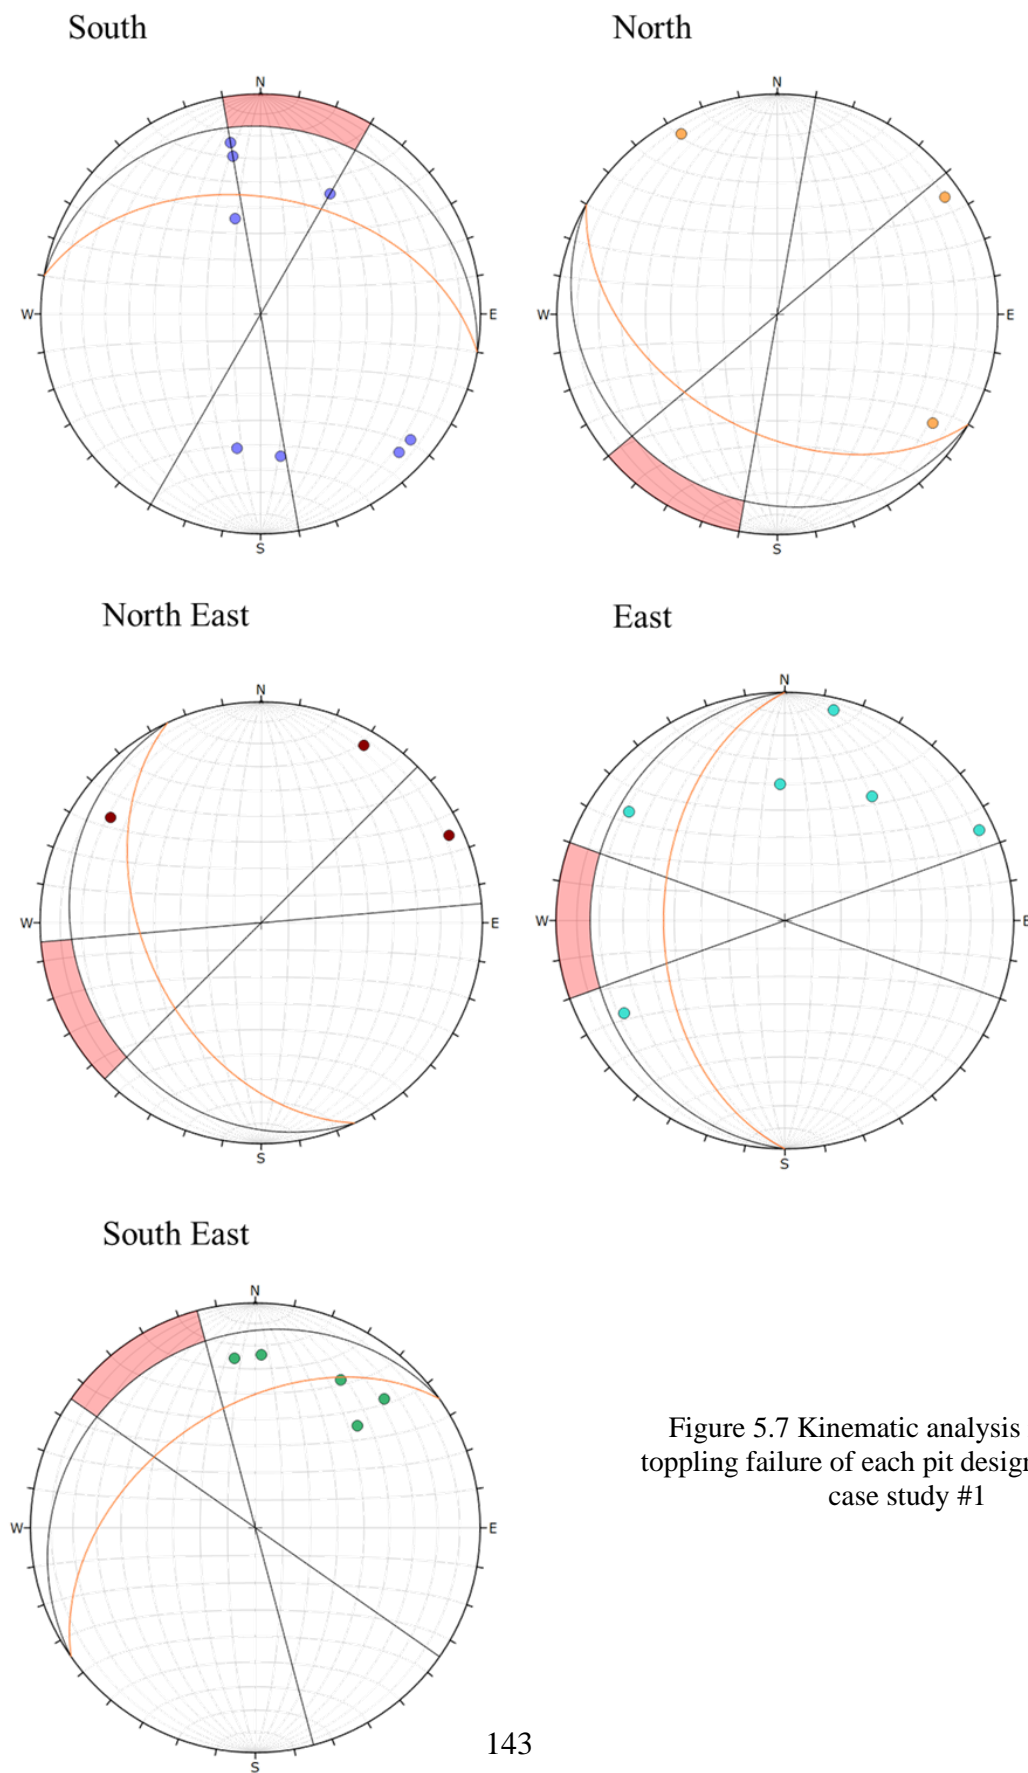 South
North
N
W
E
S
N
W
E
S
North East
East
N
W
E
S
N
W
E
S
South East
N
W
E
S
Figure 5.7 Kinematic analysis
toppling failure of each pit design
case study #1
143